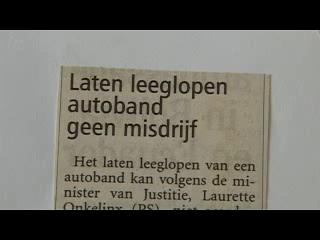 Laten leeglopen
autoband
geen misdrijf
Het laten leeglopen van een
autoband kan volgens de mi-
nister van Justitie, Laurette
Onkelinx (PS), niet